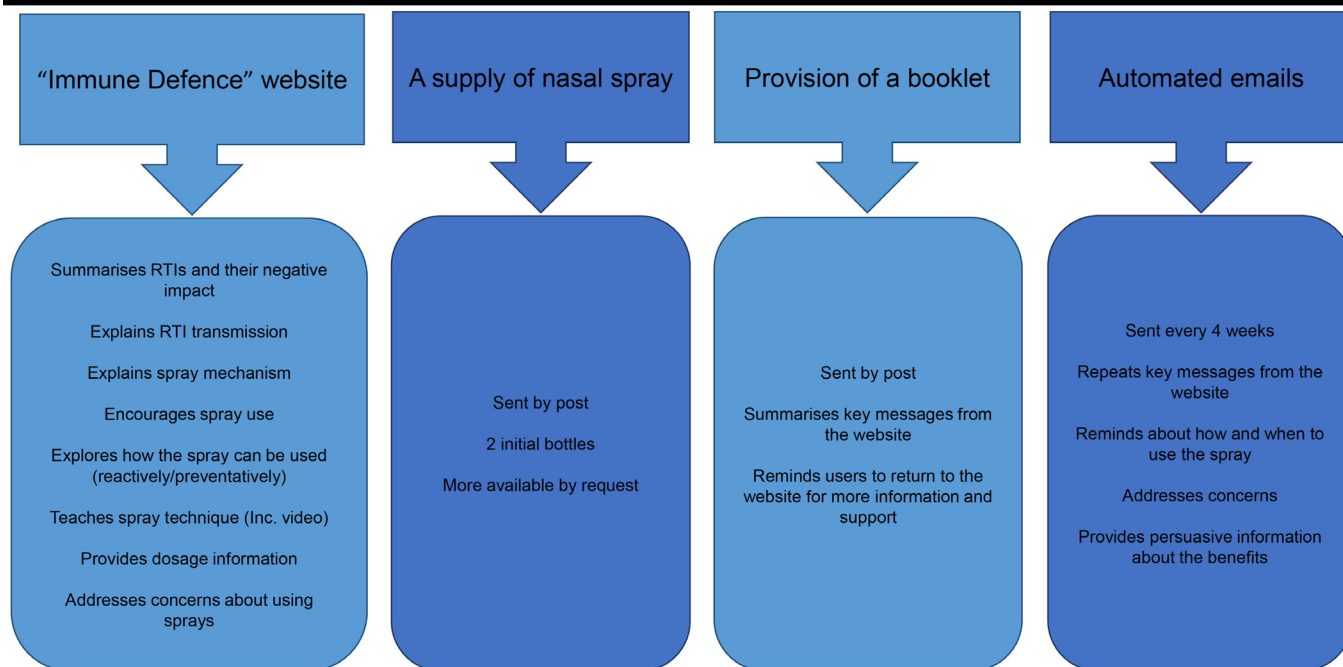 “Immune Defence” website
Summarises RTIs and their negative
impact
Explains RTI transmission
Explains spray mechanism
Encourages spray use
Explores how the spray can be used
(reactively/preventatively)
Teaches spray technique (Inc. video)
Provides dosage information
Addresses concerns about using
sprays
A supply of nasal spray
Sent by post
2 initial bottles
More available by request
Provision of a booklet
Sent by post
Summarises key messages from
the website
Reminds users to return to the
website for more information and
support
Automated emails
Sent every 4 weeks
Repeats key messages from the
website
Reminds about how and when to
use the spray
Addresses concerns
Provides persuasive information
about the benefits